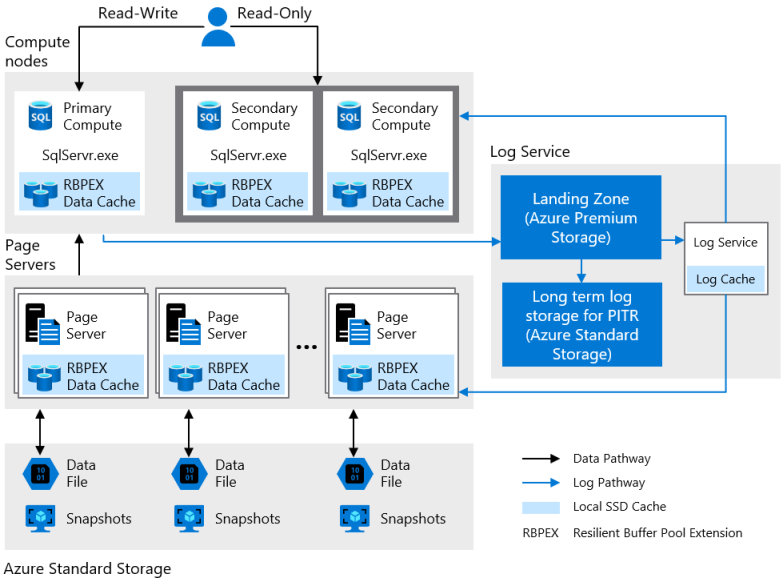 Read-Write
Read-Only
Compute
nodes
SQL
Primary
Compute
SqlServr.exe
RBPEX
Data Cache
SQL
Secondary
Compute
SqlServr.exe
RBPEX
Data Cache
SQL
Secondary
Compute
SqlServr.exe
RBPEX
Data Cache
Log Service
Landing Zone
(Azure Premium
Storage)
Log Service
Log Cache
Long term log
storage for PITR
(Azure Standard
Storage)
Page
Servers
Page
Server
RBPEX
Data Cache
Page
Server
RBPEX
Data Cache
...
Page
Server
RBPEX
Data Cache
10
01
Data
File
Snapshots
10
01
Data
File
Snapshots
10
01
Data
File
Snapshots
Azure Standard Storage
Data Pathway
Log Pathway
Local SSD Cache
RBPEX Resilient Buffer Pool Extension